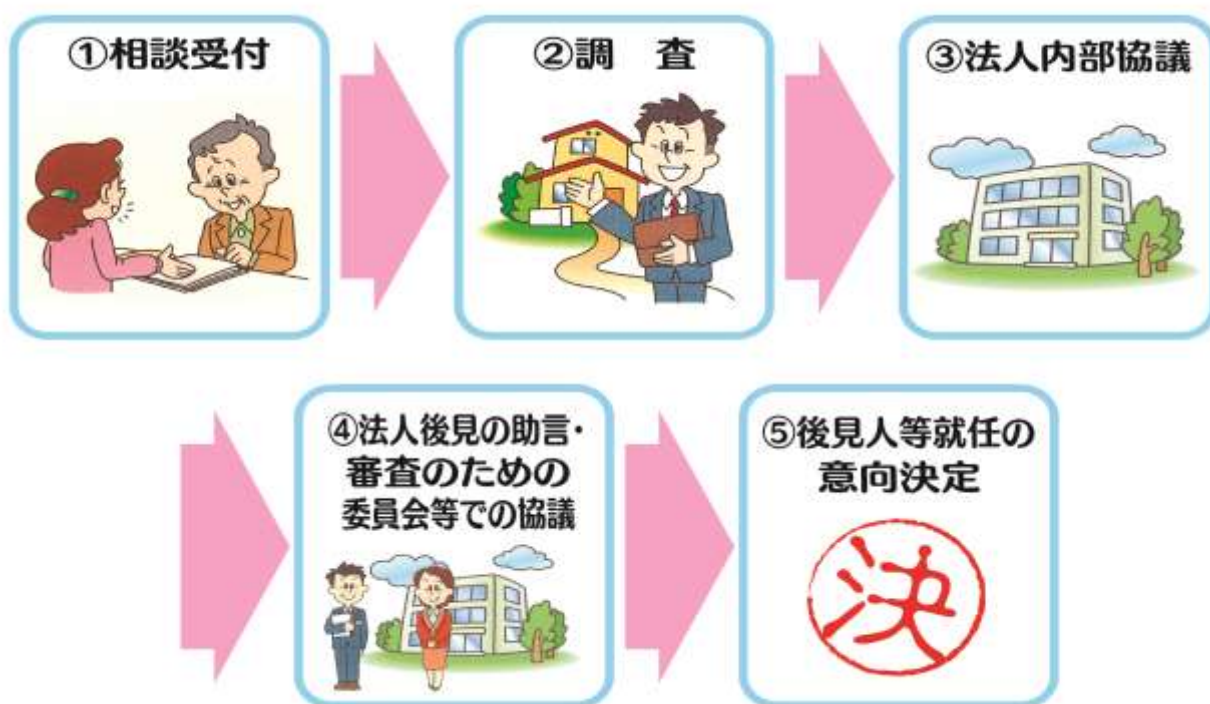 ①相談受付
②調　査
③法人内部協議
④法人後見の助言・
審査のための
委員会等での協議
⑤後見人等就任の
意向決定
決